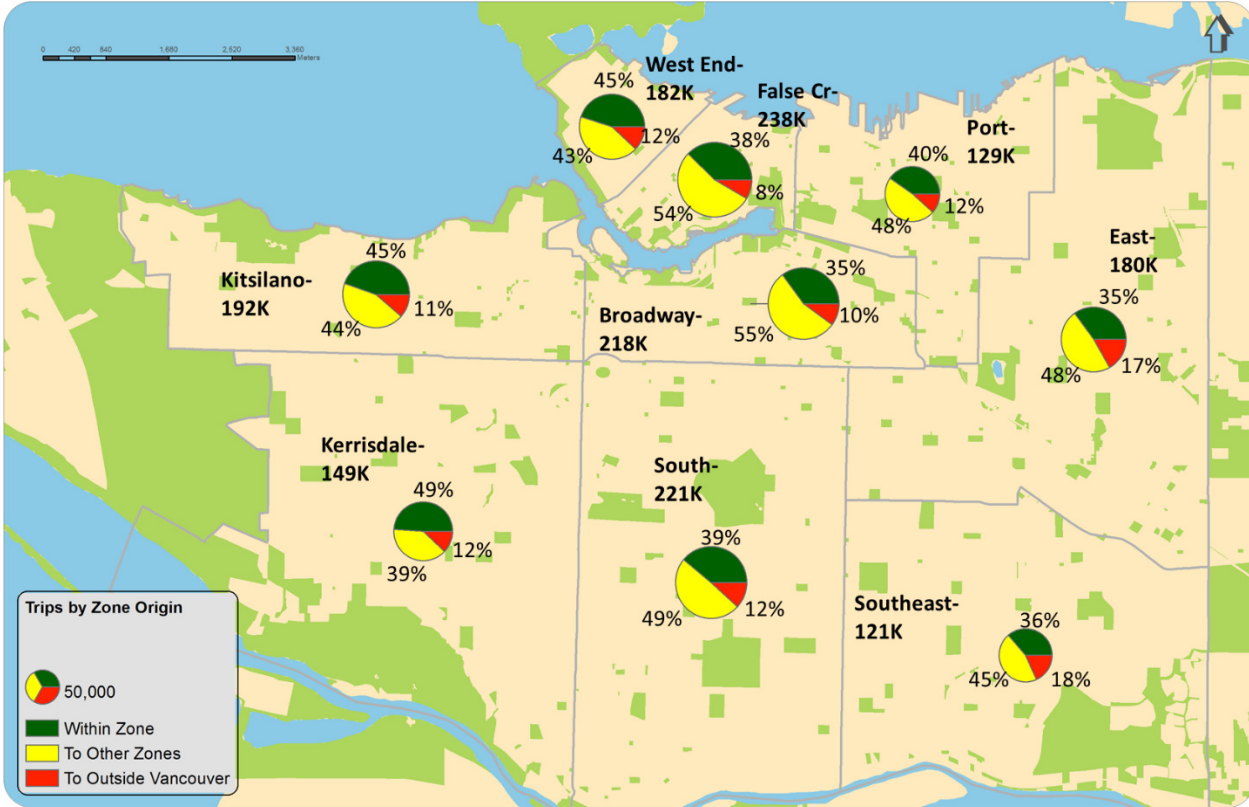 0 420 840 1,680 2,520 3,360
Meters
West End-
182K
45%
12%
43%
False Cr-
238K
38%
8%
54%
Port-
129K
40%
12%
48%
East-
180K
35%
17%
48%
Kitsilano-
192K
45%
11%
44%
Broadway-
218K
35%
10%
55%
Kerrisdale-
149K
49%
12%
39%
South-
221K
39%
12%
49%
Southeast-
121K
36%
18%
45%
Trips by Zone Origin
50,000
Within Zone
To Other Zones
To Outside Vancouver